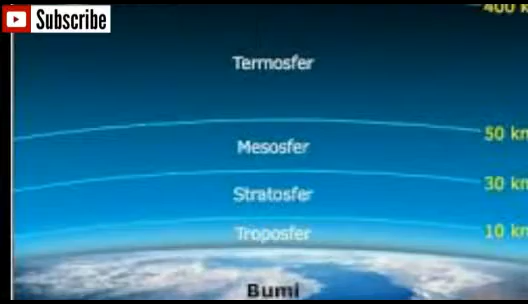 Subscribe
400 k
Termosfer
50 km
Mesosfer
30 km
Stratosfer
10 km
Troposfer
Bumi